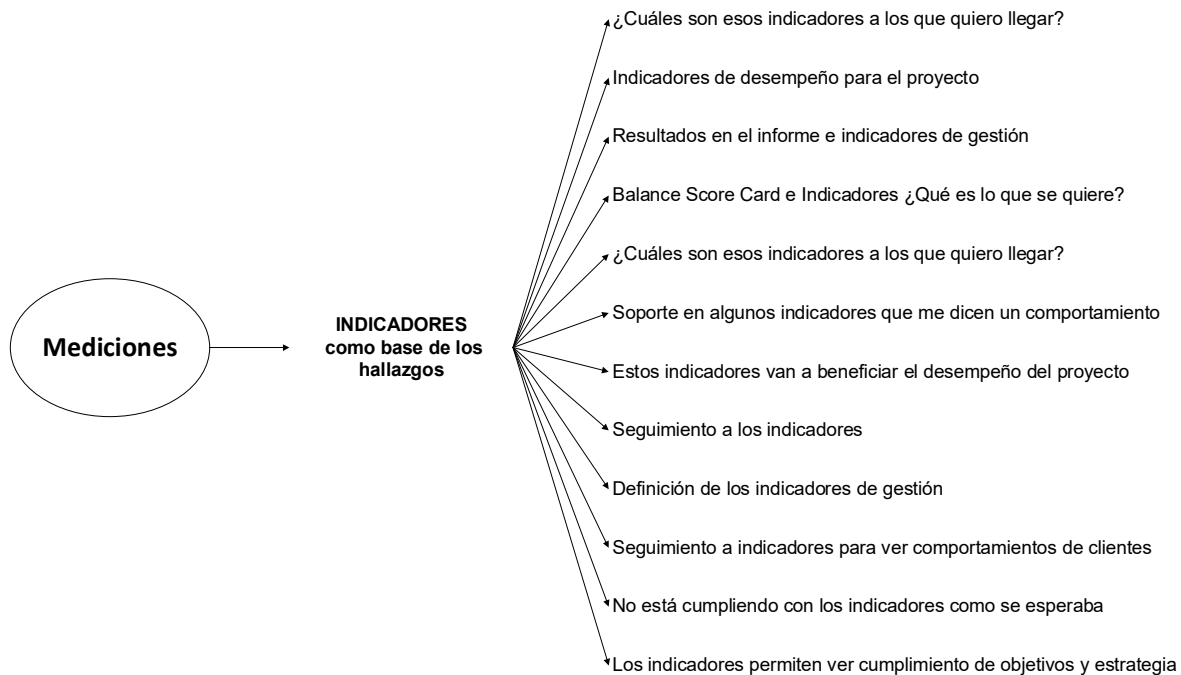 ¿Cuáles son esos indicadores a los que quiero llegar?
Indicadores de desempeño para el proyecto
Resultados en el informe e indicadores de gestión
Balance Score Card e Indicadores ¿Qué es lo que se quiere?
¿Cuáles son esos indicadores a los que quiero llegar?
Soporte en algunos indicadores que me dicen un comportamiento
Mediciones
INDICADORES
como base de los
hallazgos
Estos indicadores van a beneficiar el desempeño del proyecto
Seguimiento a los indicadores
Definición de los indicadores de gestión
Seguimiento a indicadores para ver comportamientos de clientes
No está cumpliendo con los indicadores como se esperaba
Los indicadores permiten ver cumplimiento de objetivos y estrategia